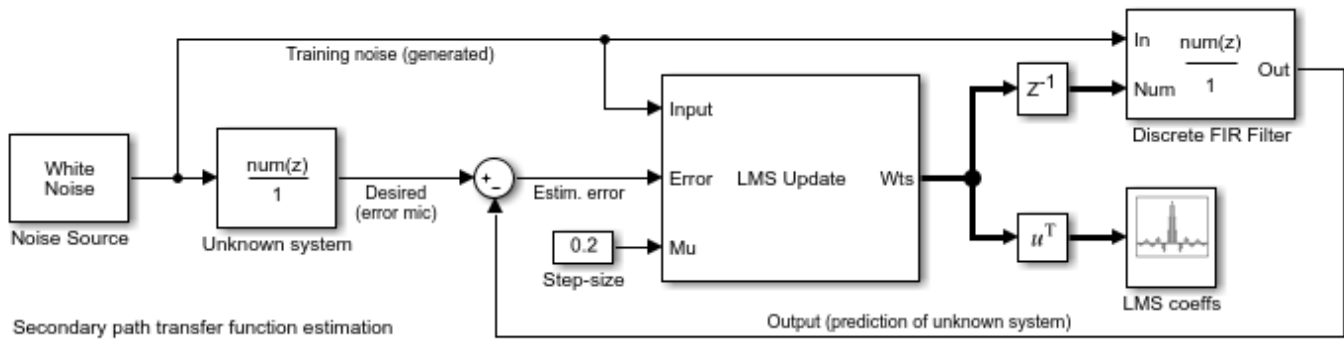 Training noise (generated)
In
num(z)
1
Out
Num
Discrete FIR Filter
Z-1
Input
Error
LMS Update
Wts
Mu
White
Noise
Noise Source
num(z)
1
Unknown system
Desired
(error mic)
+
-
Estim. error
0.2
Step-size
uT
LMS coeffs
Output (prediction of unknown system)
Secondary path transfer function estimation